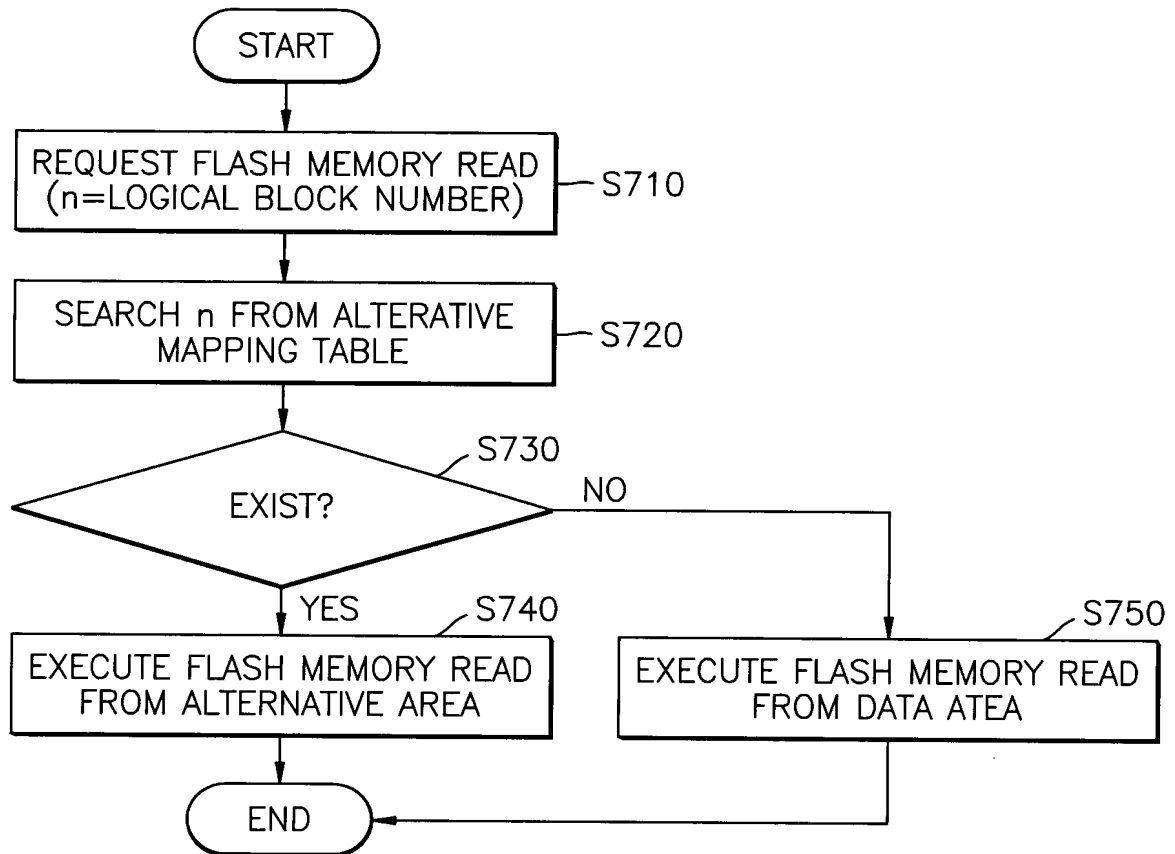 START
REQUEST FLASH MEMORY READ
(n=LOGICAL BLOCK NUMBER)
S710
SEARCH n FROM ALTERATIVE
MAPPING TABLE
S720
S730
EXIST?
NO
YES
S740
EXECUTE FLASH MEMORY READ
FROM ALTERNATIVE AREA
S750
EXECUTE FLASH MEMORY READ
FROM DATA ATEA
END